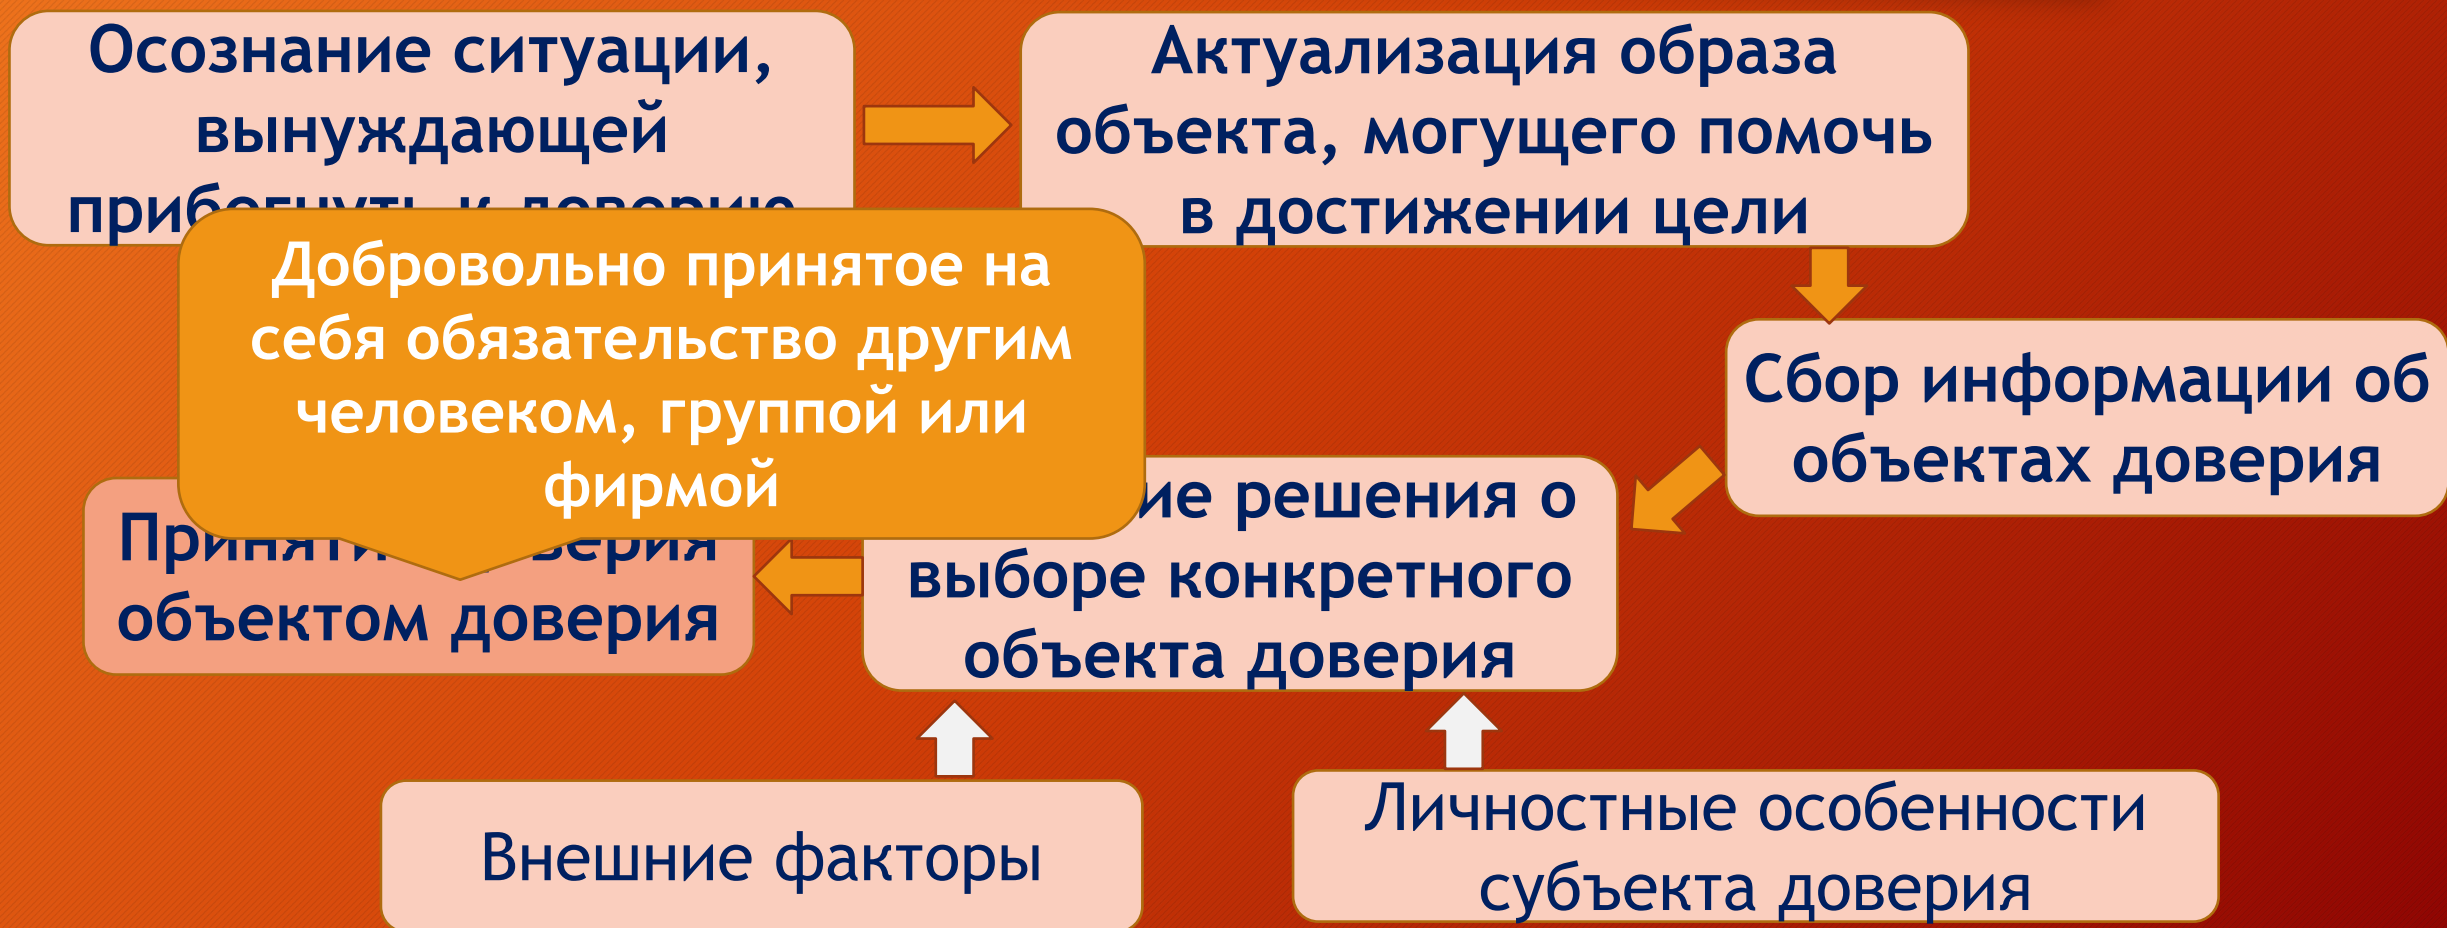 Осознание ситуации,
вынуждающей
прибегнуть к доверию
Актуализация образа
объекта, могущего помочь
в достижении цели
Сбор информации об
объектах доверия
Добровольно принятое на
себя обязательство другим
человеком, группой или
фирмой
решения о
выборе конкретного
объекта доверия
объектом доверия
Внешние факторы
Личностные особенности
субъекта доверия